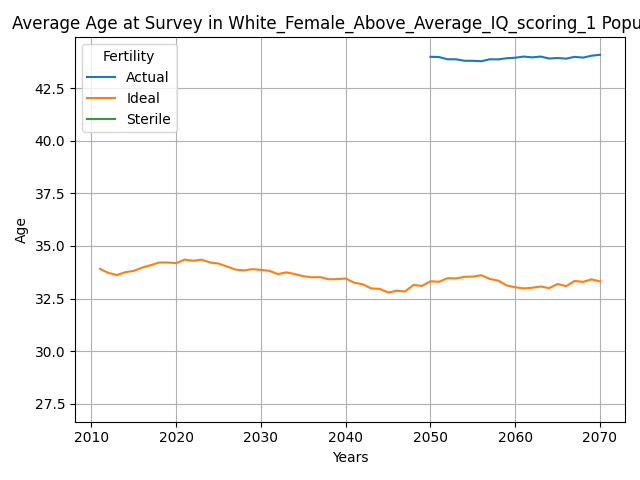 Average Age at Survey in White_Female_Above_Average_IQ_scoring_1 Popu
Fertility
Actual
Ideal
Sterile
42.5
40.0
37.5
35.0
32.5
30.0
27.5
Age
2010 2020 2030 2040 2050 2060 2070
Years